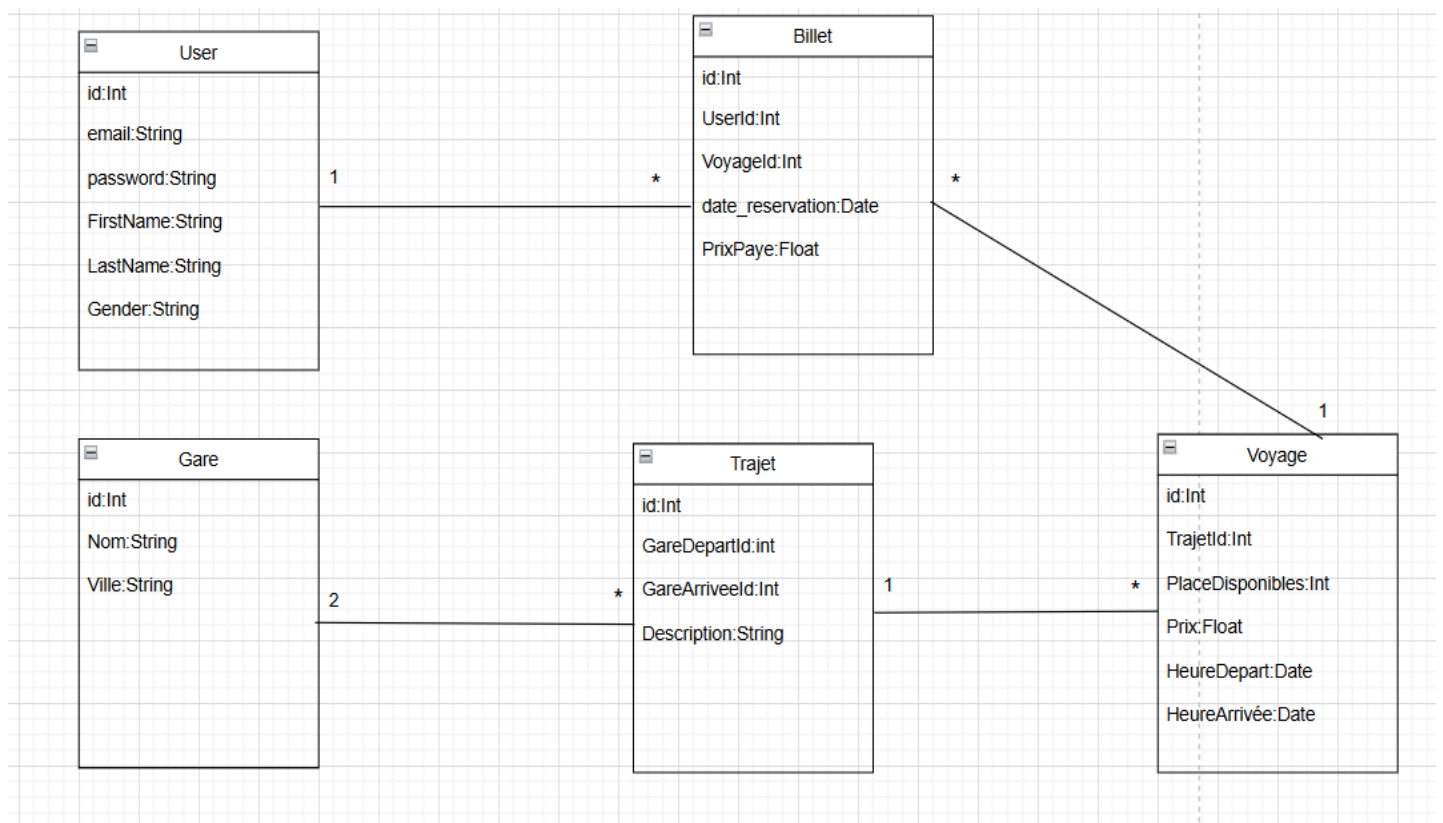 User
id:Int
email:String
password:String
FirstName:String
LastName:String
Gender:String
1
*
Billet
id:Int
UserId:Int
VoyageId:Int
date_reservation:Date
PrixPaye:Float
*
1
Gare
id:Int
Nom:String
Ville:String
2
*
Trajet
id:Int
GareDepartId:int
GareArriveeId:Int
Description:String
1
*
Voyage
id:Int
TrajetId:Int
PlaceDisponibles:Int
Prix:Float
HeureDepart:Date
HeureArrivée:Date